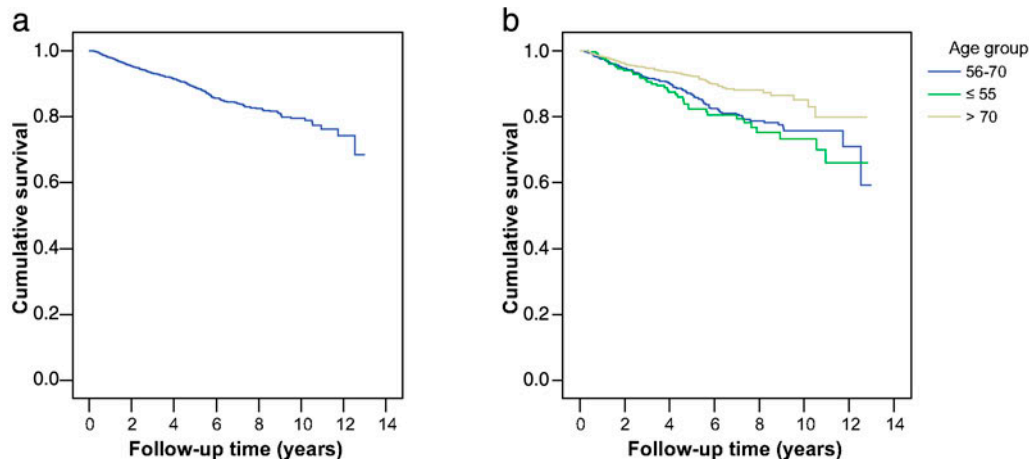 a
1.0
0.8
0.6
0.4
0.2
0.0
Cumulative survival
0 2 4 6 8 10 12 14
Follow-up time (years)
b
1.0
0.8
0.6
0.4
0.2
0.0
Cumulative survival
0 2 4 6 8 10 12 14
Follow-up time (years)
Age group
56-70
≤ 55
> 70